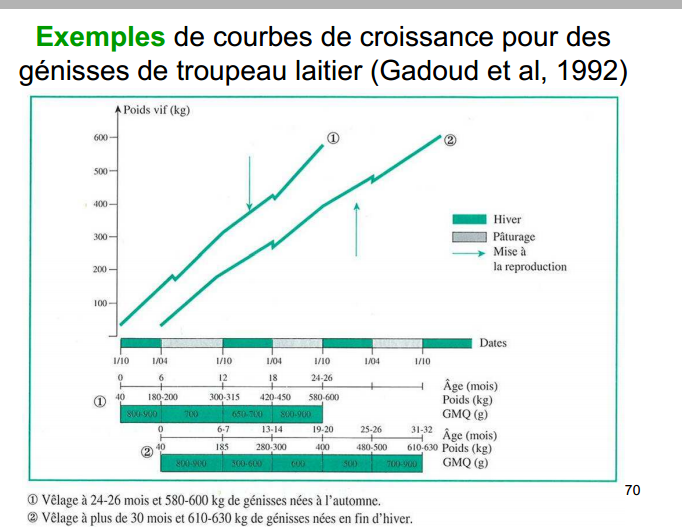 Exemples de courbes de croissance pour des
génisses de troupeau laitier (Gadoud et al, 1992)
Poids vif (kg)
600
500
400
300
200
100
①
②
Hiver
Pâturage
Mise à
la reproduction
Dates
1/10 1/04 1/10 1/04 1/10 1/04 1/10
0 6 12 18 24-26 Âge (mois)
① 40 180-200 300-315 420-450 580-600 Poids (kg)
800-900 700 650-700 800-900 GMQ (g)
0 6-7 13-14 19-20 25-26 31-32 Âge (mois)
② 40 185 280-300 400 480-500 610-630 Poids (kg)
800-900 500-600 600 500 700-900 GMQ (g)
70
① Vêlage à 24-26 mois et 580-600 kg de génisses nées à l'automne.
② Vêlage à plus de 30 mois et 610-630 kg de génisses nées en fin d'hiver.